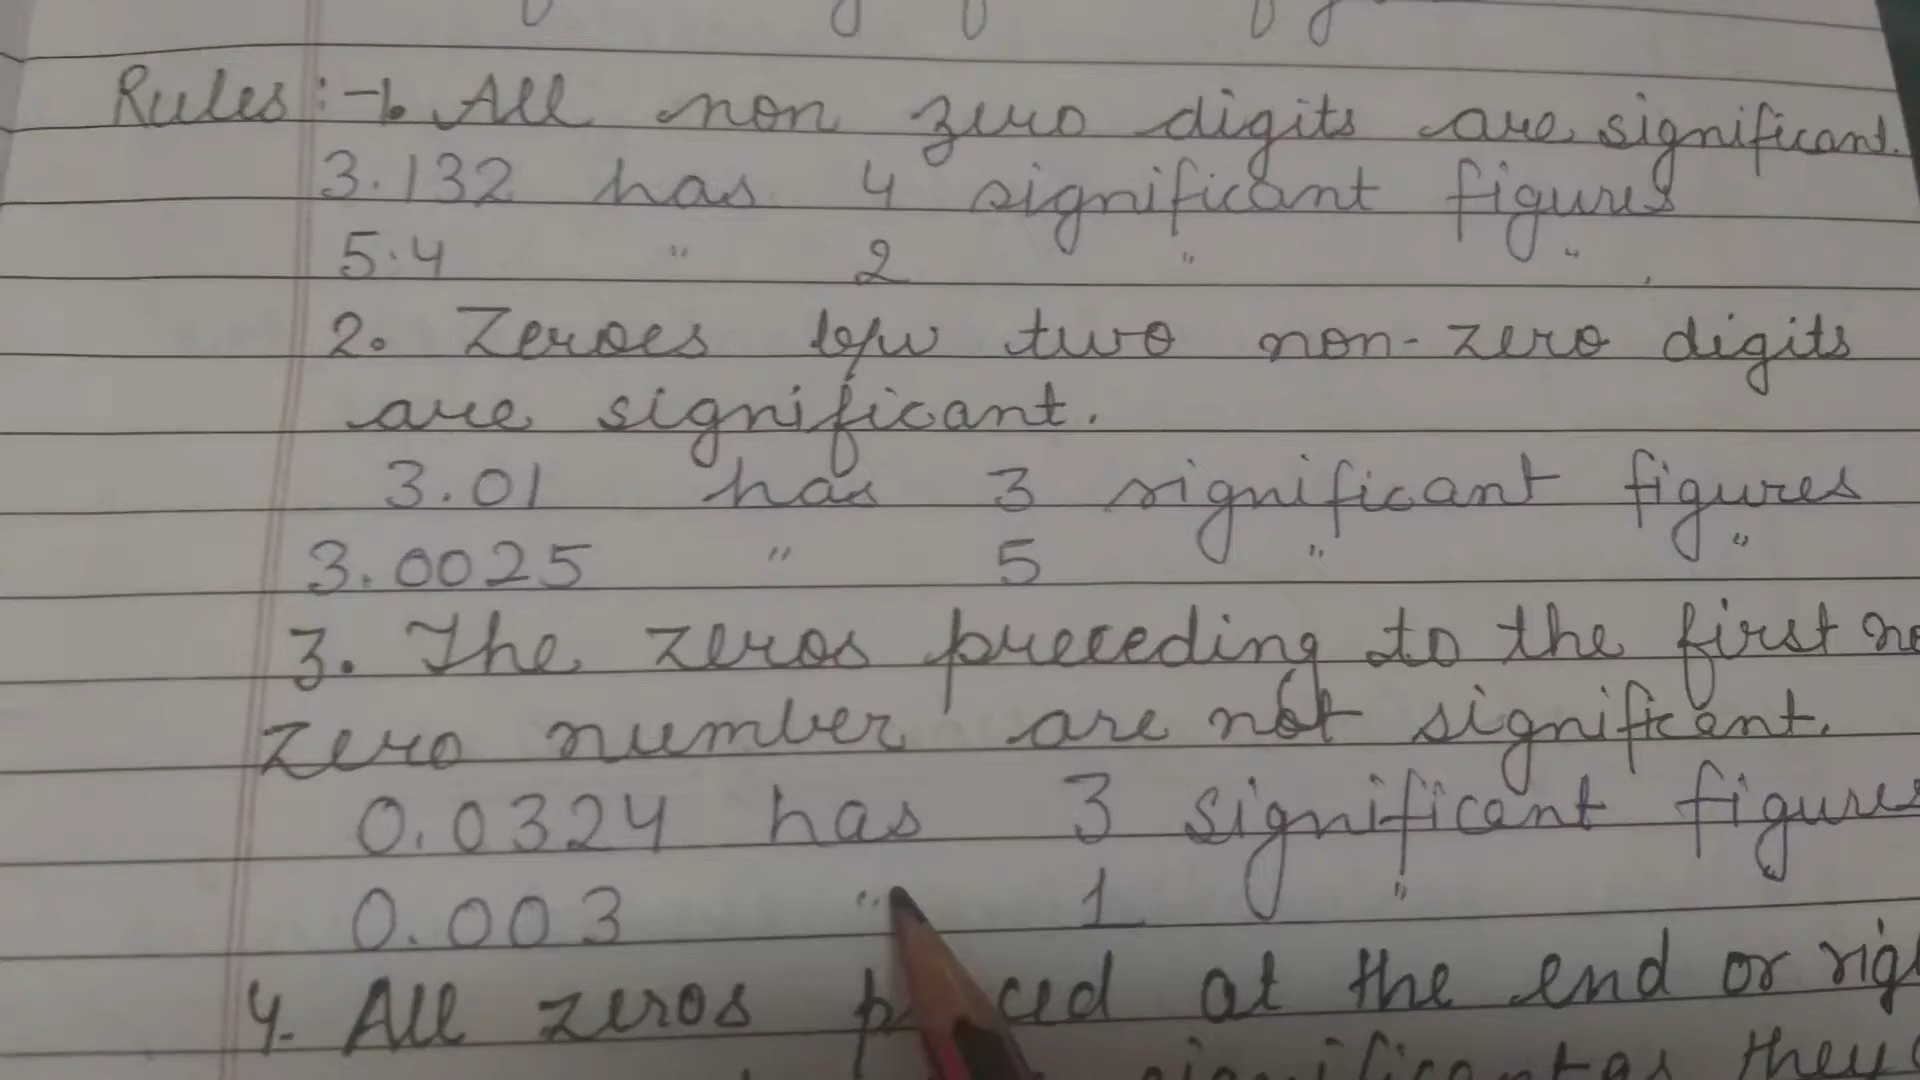 Rules :- 1. All non zero digits are significant.
3.132 has 4 significant figures
5.4 " 2 " "
2. Zeroes b/w two non-zero digits
are significant.
3.01 has 3 significant figures
3.0025 " 5 " "
3. The zeros preceding to the first
zero number are not significant.
0.0324 has 3 significant figures
0.003 " 1 "
4. All zeros at the end or
they